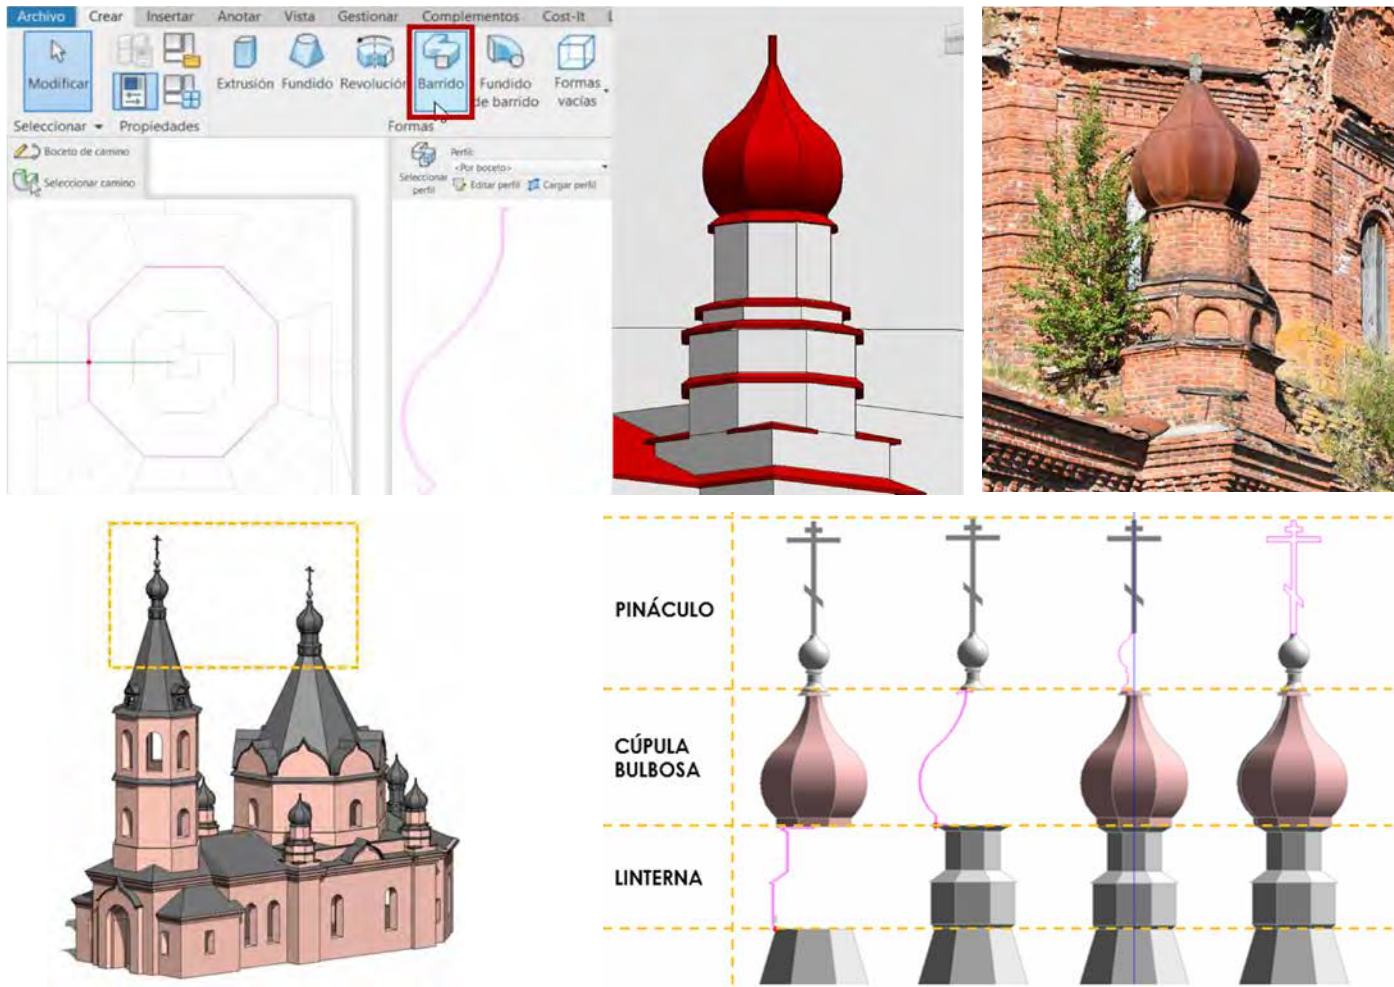 Archivo Crear Insertar Anotar Vista Gestionar Complementos Cost-It
Modificar Extrusión Fundido Revolución Barrido Fundido de barrido Formas vacías
Seleccionar Propiedades Formas
Boceto de camino
Seleccionar camino
Seleccionar perfil
Perfil:
<Por boceto>
Editar perfil Cargar perfil
PINÁCULO
CÚPULA
BULBOSA
LINTERNA